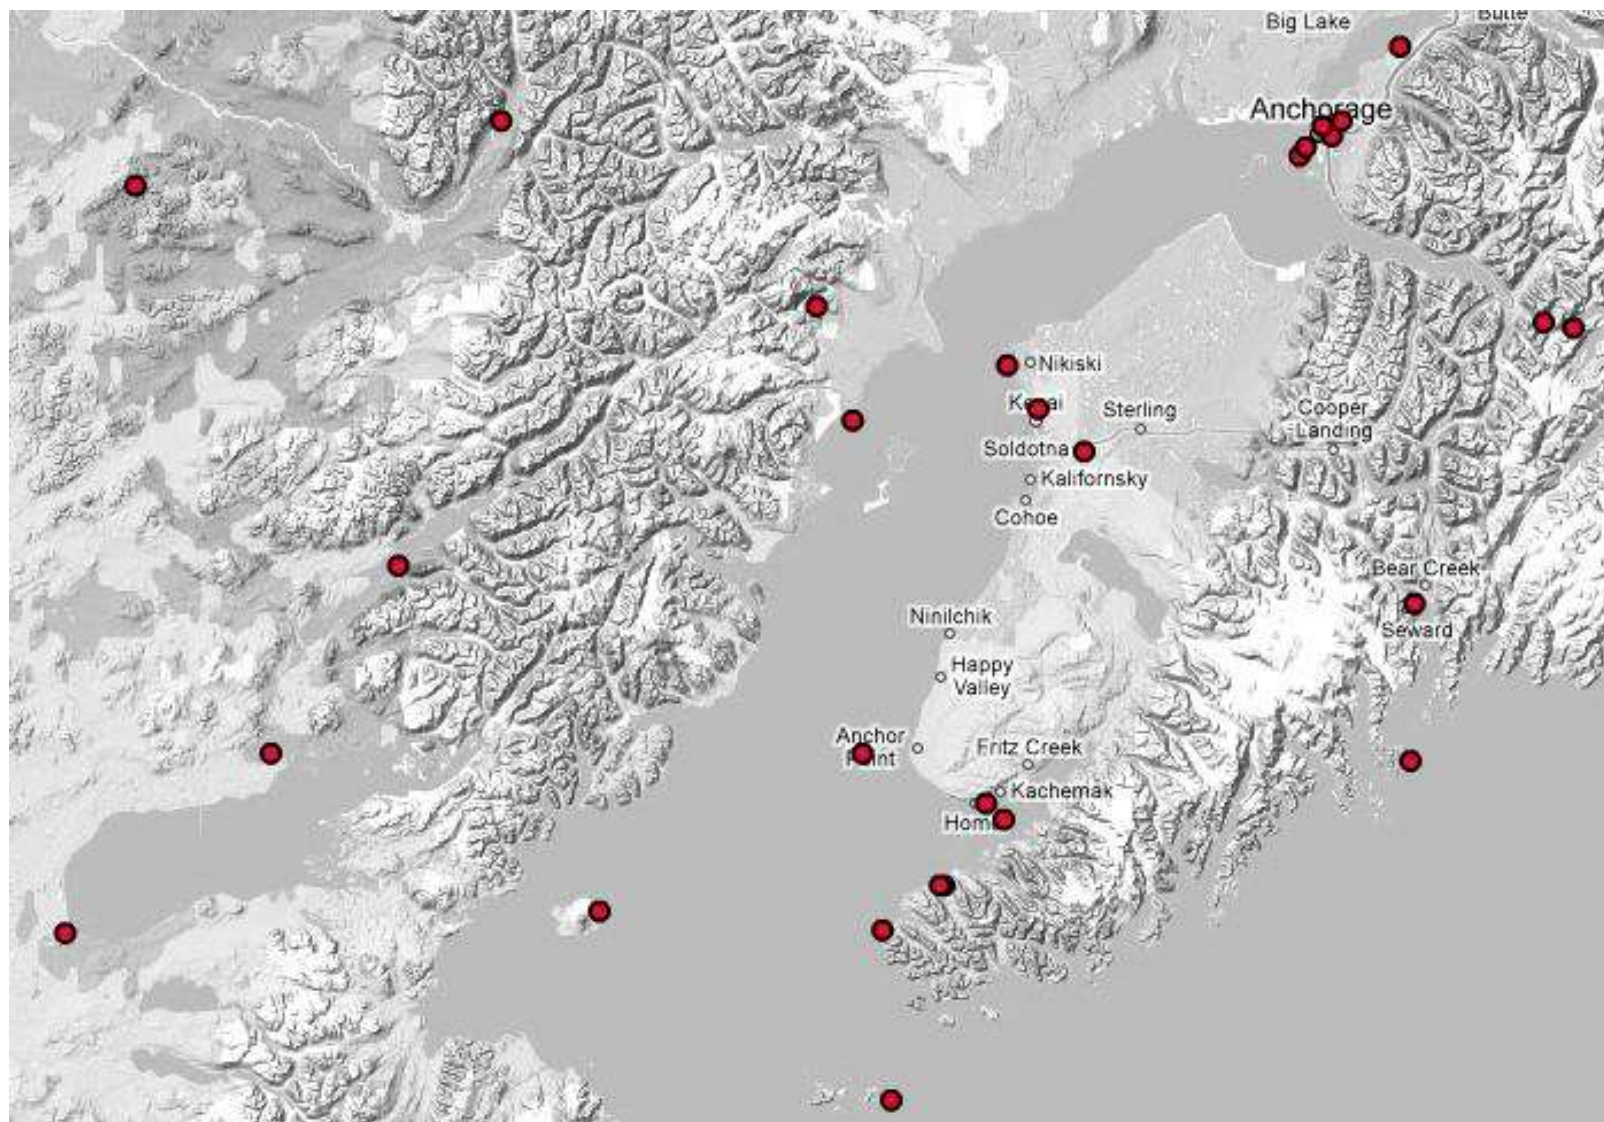 Big Lake
Butte
Anchorage
Nikiski
Kenai
Sterling
Cooper
Landing
Soldotna
Kalifornsky
Cohoe
Bear Creek
Seward
Ninilchik
Happy
Valley
Anchor
Point
Fritz Creek
Kachemak
Homer